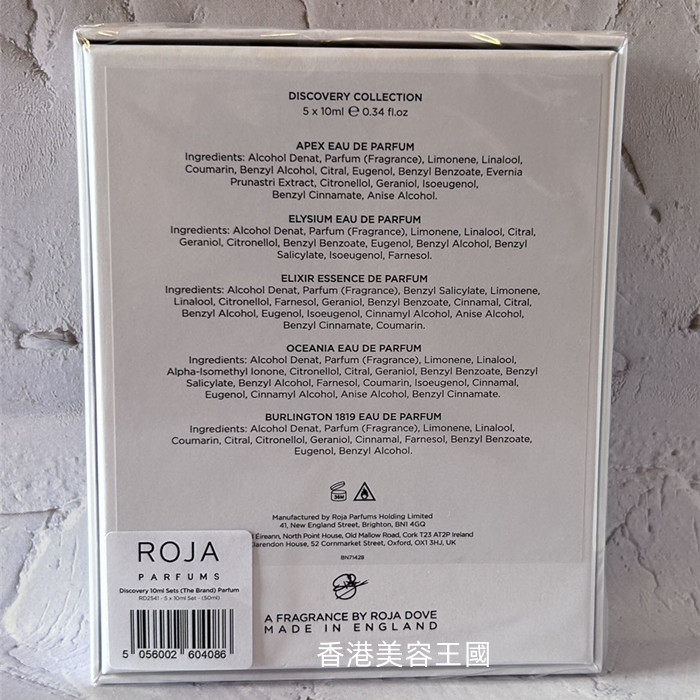 DISCOVERY COLLECTION
5 x 10ml ℮ 0.34 fl.oz
APEX EAU DE PARFUM
Ingredients: Alcohol Denat, Parfum (Fragrance), Limonene, Linalool,
Coumarin, Benzyl Alcohol, Citral, Eugenol, Benzyl Benzoate, Evernia
Prunastri Extract, Citronellol, Geraniol, Isoeugenol,
Benzyl Cinnamate, Anise Alcohol.
ELYSIUM EAU DE PARFUM
Ingredients: Alcohol Denat, Parfum (Fragrance), Limonene, Linalool, Citral,
Geraniol, Citronellol, Benzyl Benzoate, Eugenol, Benzyl Alcohol, Benzyl
Salicylate, Isoeugenol, Farnesol.
ELIXIR ESSENCE DE PARFUM
Ingredients: Alcohol Denat, Parfum (Fragrance), Benzyl Salicylate, Limonene,
Linalool, Citronellol, Farnesol, Geraniol, Benzyl Benzoate, Cinnamal, Citral,
Benzyl Alcohol, Eugenol, Isoeugenol, Cinnamyl Alcohol, Anise Alcohol,
Benzyl Cinnamate, Coumarin.
OCEANIA EAU DE PARFUM
Ingredients: Alcohol Denat, Parfum (Fragrance), Limonene, Linalool,
Alpha-Isomethyl Ionone, Citronellol, Citral, Geraniol, Benzyl Benzoate, Benzyl
Salicylate, Benzyl Alcohol, Farnesol, Coumarin, Isoeugenol, Cinnamal,
Eugenol, Cinnamyl Alcohol, Anise Alcohol, Benzyl Cinnamate.
BURLINGTON 1819 EAU DE PARFUM
Ingredients: Alcohol Denat, Parfum (Fragrance), Limonene, Linalool,
Coumarin, Citral, Citronellol, Geraniol, Cinnamal, Farnesol, Benzyl Benzoate,
Eugenol, Benzyl Alcohol.
36M
Manufactured by Roja Parfums Holding Limited
41, New England Street, Brighton, BN1 4GQ
Éireann, North Point House, Old Mallow Road, Cork T23 AT2P Ireland
Clarendon House, 52 Cornmarket Street, Oxford, OX1 3HJ, UK
BN71428
ROJA
PARFUMS
Discovery 10ml Sets (The Brand) Parfum
RD2541 - 5 x 10ml Set - (50ml)
5 056002 604086
A FRAGRANCE BY ROJA DOVE
MADE IN ENGLAND
香港美容王國